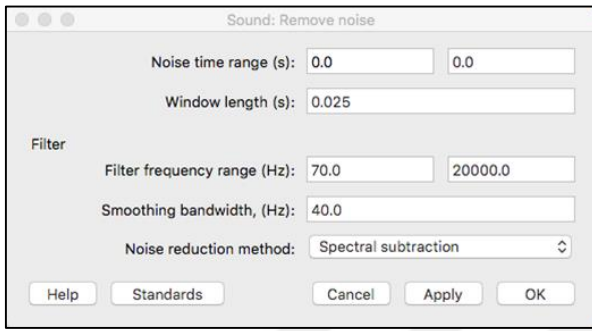 Sound: Remove noise
Noise time range (s): 0.0 0.0
Window length (s): 0.025
Filter
Filter frequency range (Hz): 70.0 20000.0
Smoothing bandwidth, (Hz): 40.0
Noise reduction method: Spectral subtraction
Help Standards Cancel Apply OK